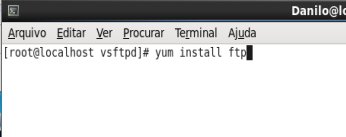 Danilo@lo
Arquivo Editar Ver Procurar Terminal Ajuda
[root@localhost vsftpd]# yum install ftp